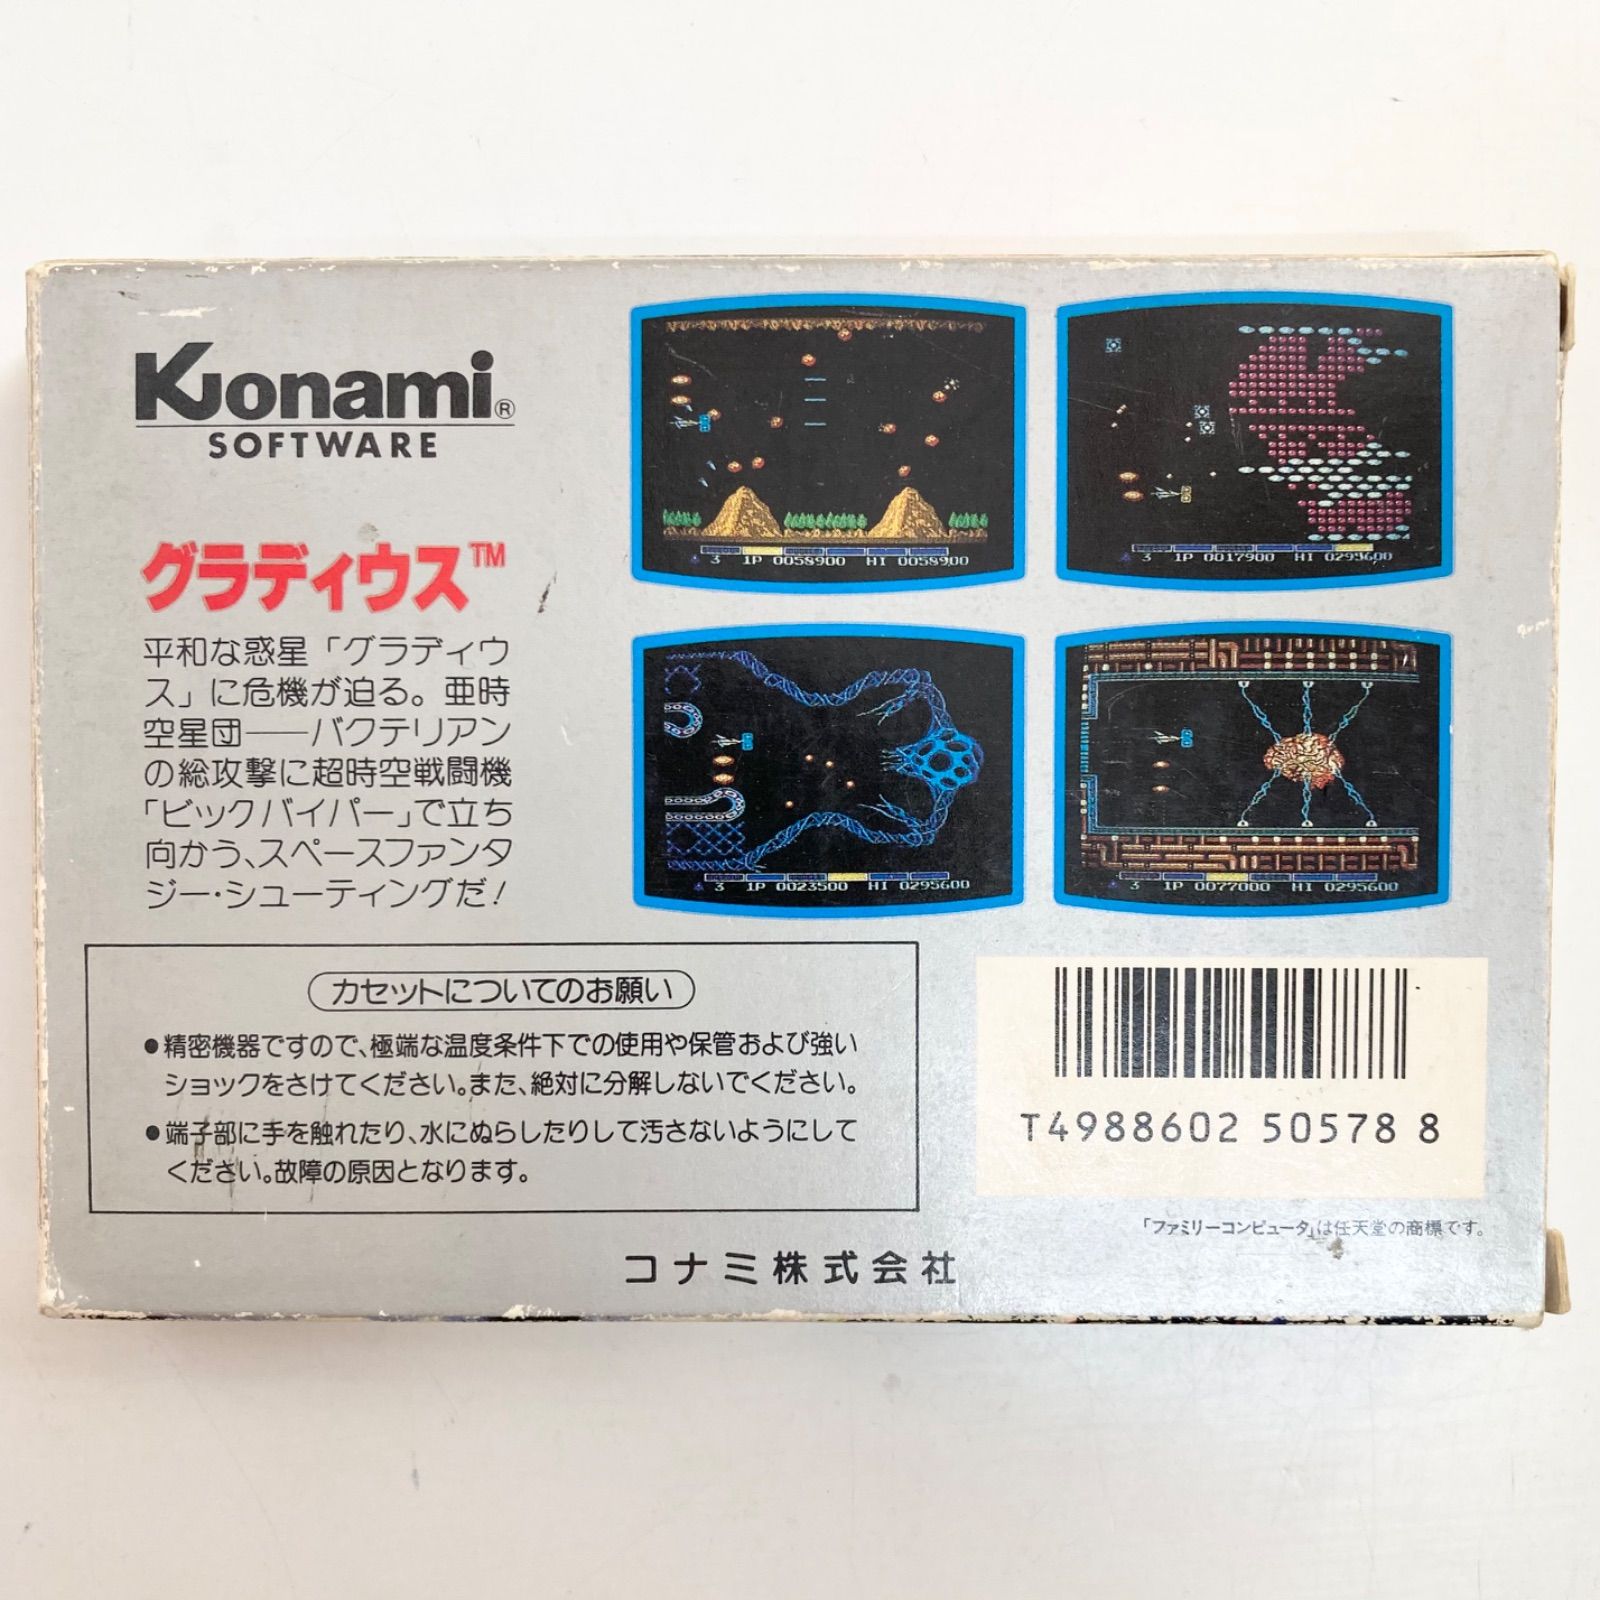 Konami®
SOFTWARE
グラディウス™
平和な惑星「グラディウ
ス」に危機が迫る。亜時
空星団――バクテリアン
の総攻撃に超時空戦闘機
「ビックバイパー」で立ち
向かう、スペースファンタ
ジー・シューティングだ!
3 1P 0058900 HI 0058900
3 1P 0017900 HI 0295600
3 1P 0023500 HI 0295600
3 1P 0077000 HI 0295600
カセットについてのお願い
●精密機器ですので、極端な温度条件下での使用や保管および強い
ショックをさけてください。また、絶対に分解しないでください。
●端子部に手を触れたり、水にぬらしたりして汚さないようにして
ください。故障の原因となります。
T4988602 50578 8
「ファミリーコンピュータ」は任天堂の商標です。
コナミ株式会社